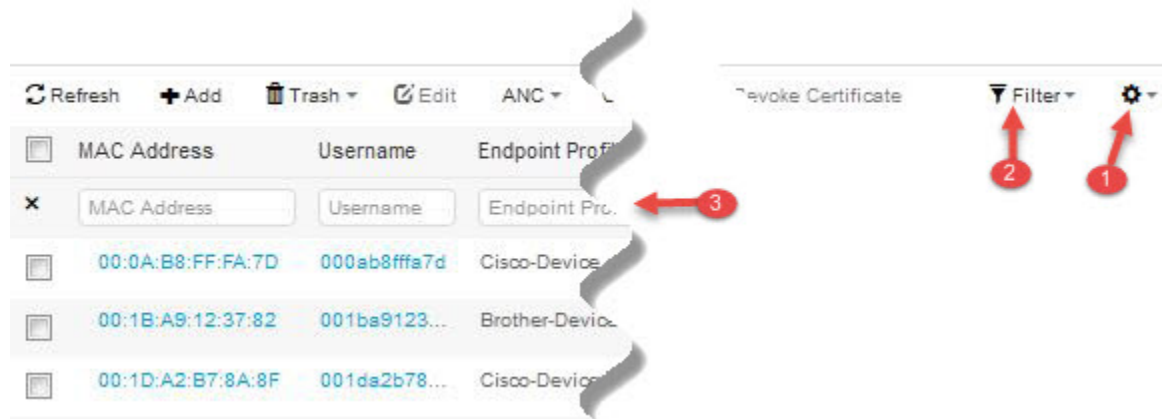 Refresh Add Trash Edit ANC Revoke Certificate Filter
2 1
MAC Address Username Endpoint Profil
MAC Address Username Endpoint Pro. 3
00:0A:B8:FF:FA:7D 000ab8fffa7d Cisco-Device
00:1B:A9:12:37:82 001ba9123... Brother-Device
00:1D:A2:B7:8A:8F 001da2b78... Cisco-Device